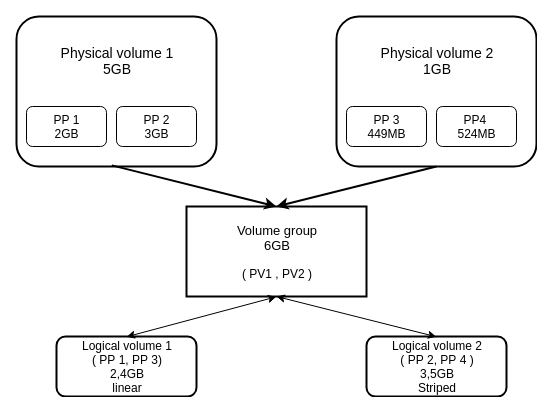 Physical volume 1
5GB
PP 1
2GB
PP 2
3GB
Physical volume 2
1GB
PP 3
449MB
PP4
524MB
Volume group
6GB
( PV1 , PV2 )
Logical volume 1
( PP 1, PP 3)
2,4GB
linear
Logical volume 2
( PP 2, PP 4 )
3,5GB
Striped